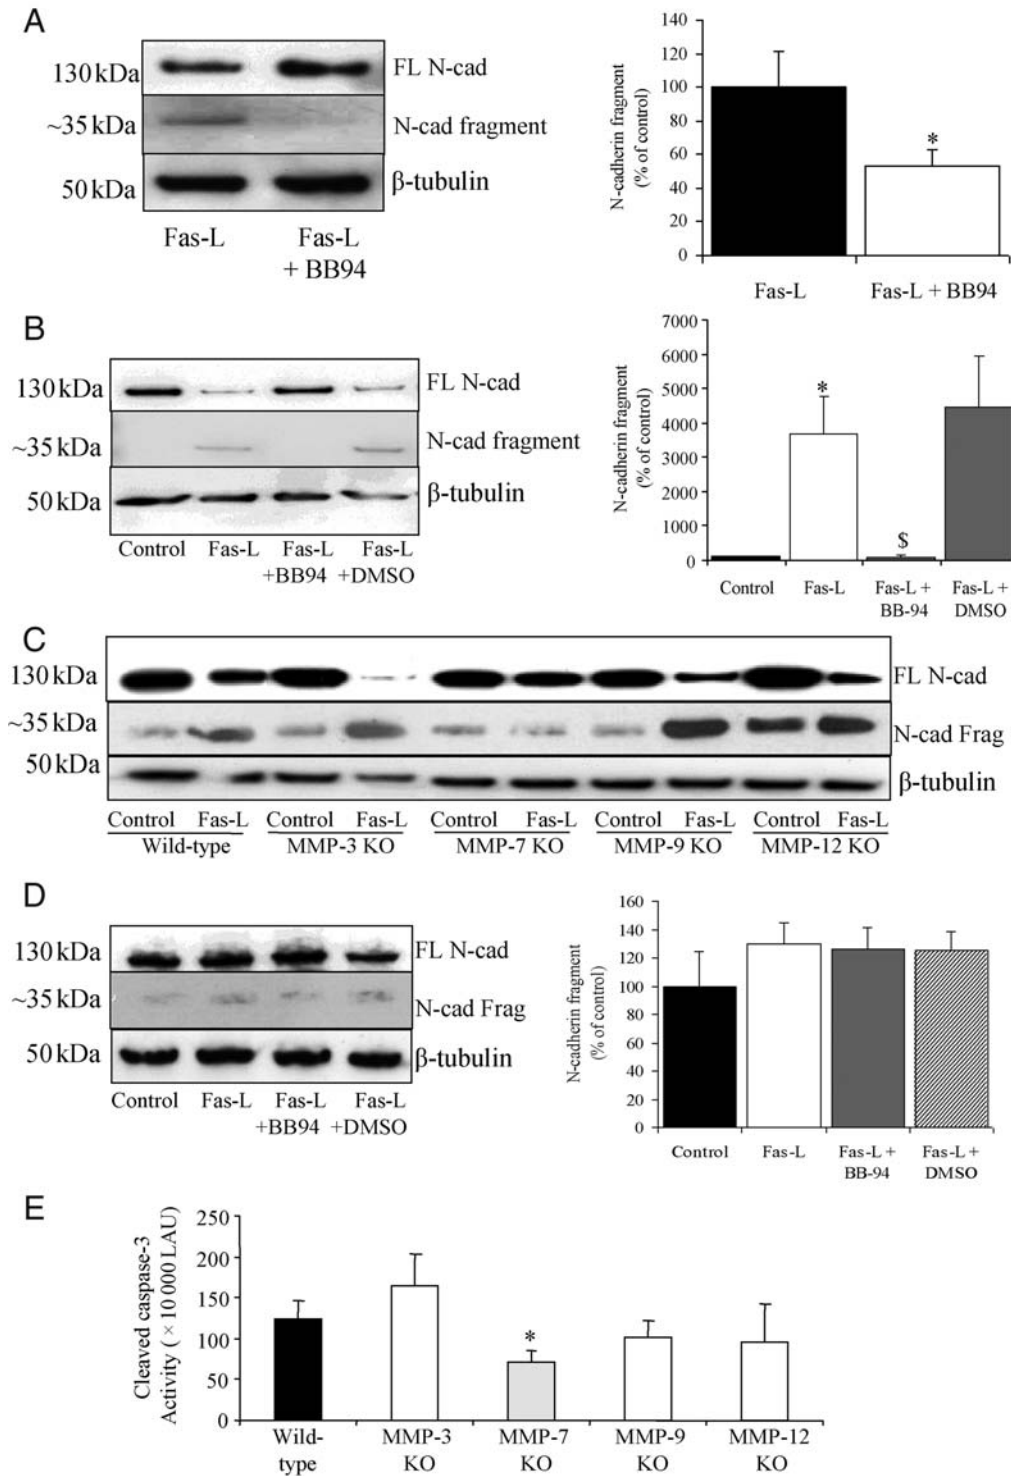 A
130 kDa
FL N-cad
~35 kDa
N-cad fragment
50 kDa
β-tubulin
Fas-L
Fas-L
+ BB94
N-cadherin fragment
(% of control)
140
120
100
80
60
40
20
0
*
Fas-L
Fas-L + BB94
B
130 kDa
FL N-cad
~35 kDa
N-cad fragment
50 kDa
β-tubulin
Control Fas-L Fas-L Fas-L
+BB94 +DMSO
N-cadherin fragment
(% of control)
7000
6000
5000
4000
3000
2000
1000
0
*
$
Control Fas-L Fas-L + Fas-L +
BB-94 DMSO
C
130 kDa
FL N-cad
~35 kDa
N-cad Frag
50 kDa
β-tubulin
Control Fas-L Control Fas-L Control Fas-L Control Fas-L Control Fas-L
Wild-type MMP-3 KO MMP-7 KO MMP-9 KO MMP-12 KO
D
130 kDa
FL N-cad
~35 kDa
N-cad Frag
50 kDa
β-tubulin
Control Fas-L Fas-L Fas-L
+BB94 +DMSO
N-cadherin fragment
(% of control)
160
140
120
100
80
60
40
20
0
Control Fas-L Fas-L + Fas-L +
BB-94 DMSO
E
Cleaved caspase-3
Activity ( × 10 000 LAU)
250
200
150
100
50
0
*
Wild- MMP-3 MMP-7 MMP-9 MMP-12
type KO KO KO KO